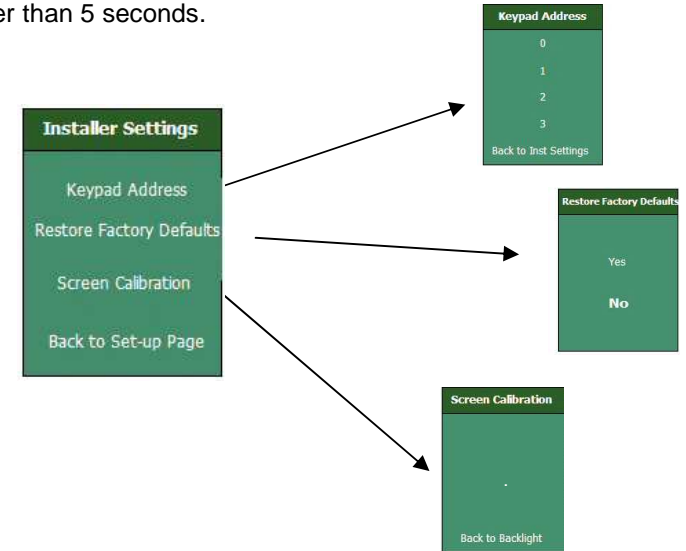 er than 5 seconds.
Installer Settings
Keypad Address
Restore Factory Defaults
Screen Calibration
Back to Set-up Page
Keypad Address
0
1
2
3
Back to Inst Settings
Restore Factory Defaults
Yes
No
Screen Calibration
.
Back to Backlight